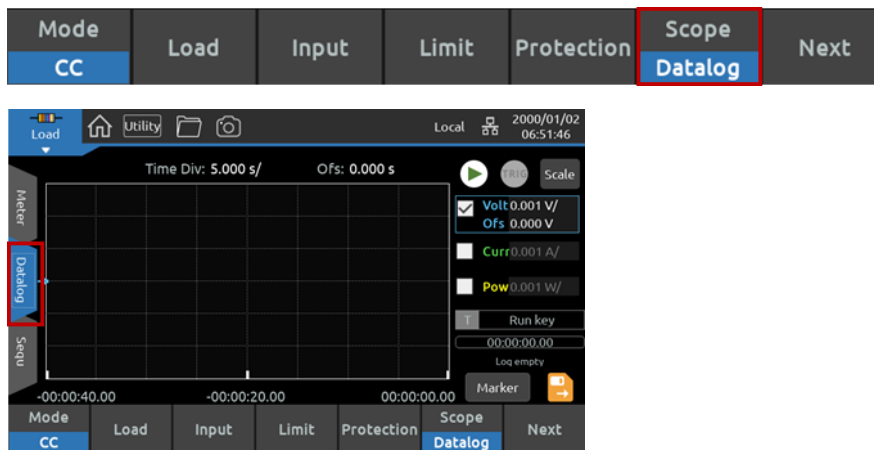 Mode
CC
Load
Input
Limit
Protection
Scope
Datalog
Next
Load
Utility
Local
2000/01/02
06:51:46
Time Div: 5.000 s/
Ofs: 0.000 s
TRIG
Scale
Meter
Datalog
Sequ
Volt 0.001 V/
Ofs 0.000 V
Curr 0.001 A/
Pow 0.001 W/
T Run key
00:00:00.00
Log empty
Marker
-00:00:40.00
-00:00:20.00
00:00:00.00
Mode
CC
Load
Input
Limit
Protection
Scope
Datalog
Next